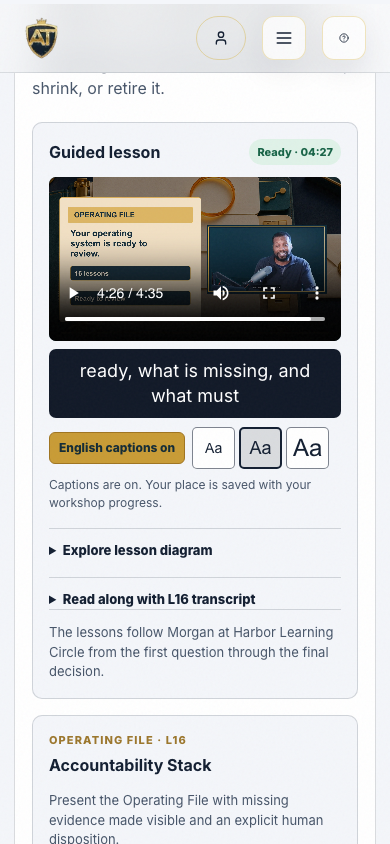 AT
shrink, or retire it.
Guided lesson
Ready · 04:27
OPERATING FILE
Your operating
system is ready to
review.
16 lessons
Ready to review
4:26 / 4:35
ready, what is missing, and
what must
English captions on
Aa
Aa
Aa
Captions are on. Your place is saved with your
workshop progress.
Explore lesson diagram
Read along with L16 transcript
The lessons follow Morgan at Harbor Learning
Circle from the first question through the final
decision.
OPERATING FILE · L16
Accountability Stack
Present the Operating File with missing
evidence made visible and an explicit human
disposition.